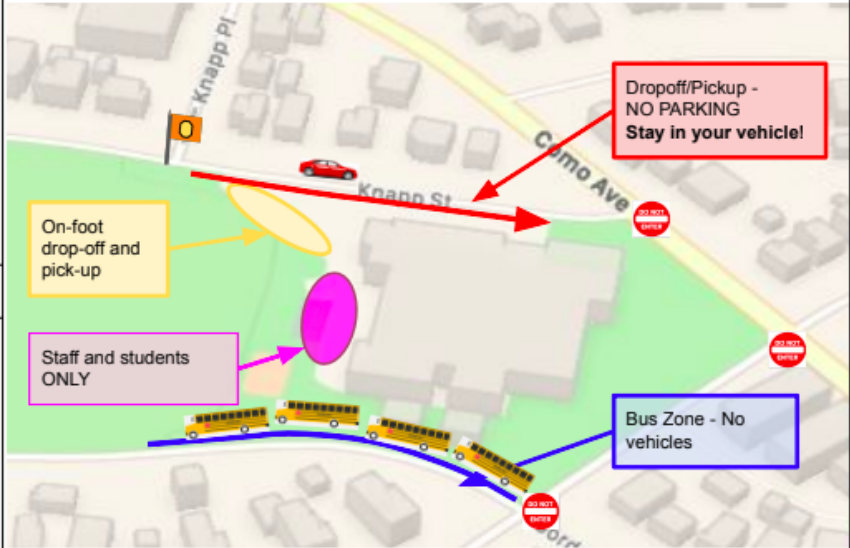 Knapp Pl
Dropoff/Pickup -
NO PARKING
Stay in your vehicle!
Como Ave
Knapp St
DO NOT
ENTER
On-foot
drop-off and
pick-up
DO NOT
ENTER
Staff and students
ONLY
Bus Zone - No
vehicles
DO NOT
ENTER